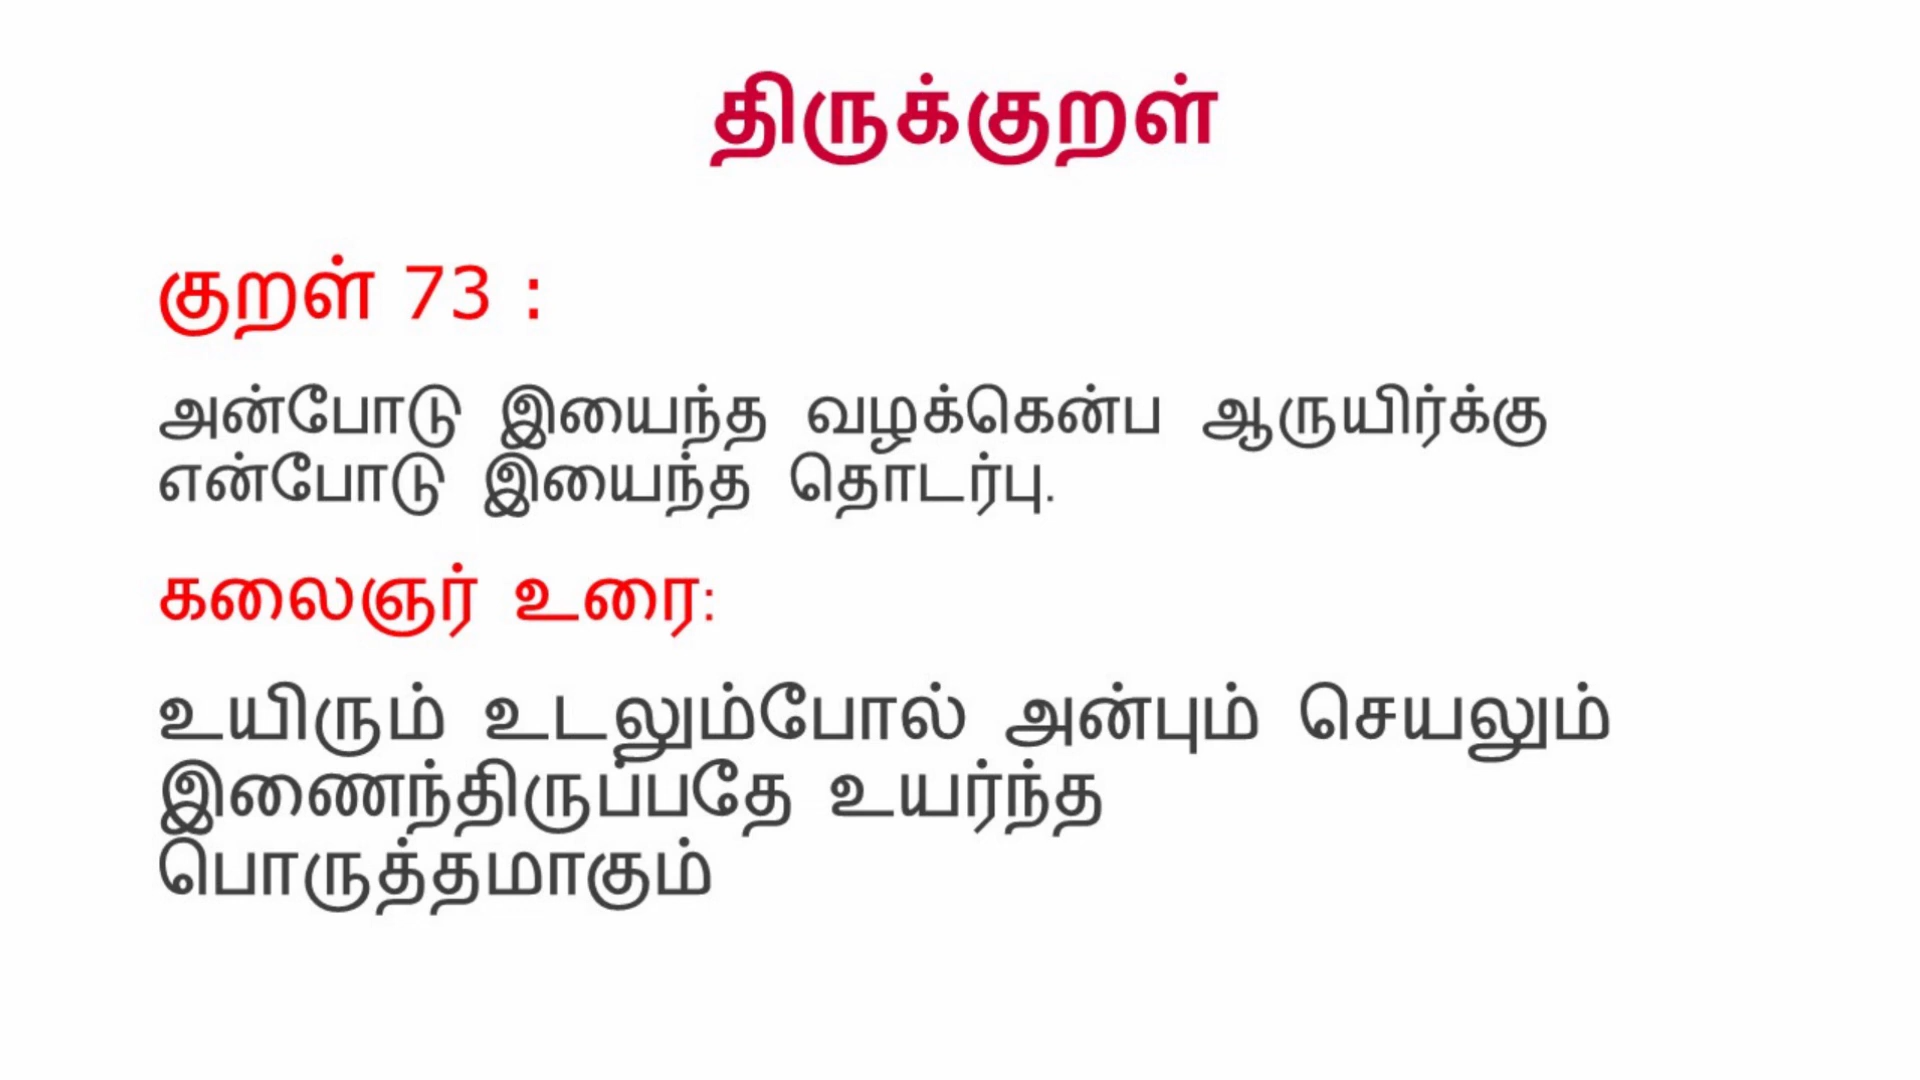 திருக்குறள்
குறள் 73 :
அன்போடு இயைந்த வழக்கென்ப ஆருயிர்க்கு
என்போடு இயைந்த தொடர்பு.
கலைஞர் உரை:
உயிரும் உடலும்போல் அன்பும் செயலும்
இணைந்திருப்பதே உயர்ந்த
பொருத்தமாகும்